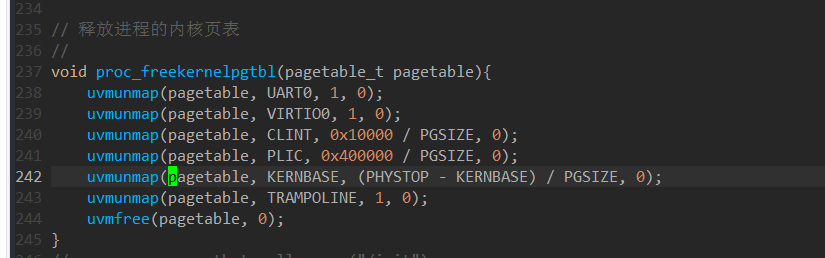 234
235 // 释放进程的内核页表
236 //
237 void proc_freekernelpgtbl(pagetable_t pagetable){
238     uvmunmap(pagetable, UART0, 1, 0);
239     uvmunmap(pagetable, VIRTIO0, 1, 0);
240     uvmunmap(pagetable, CLINT, 0x10000 / PGSIZE, 0);
241     uvmunmap(pagetable, PLIC, 0x400000 / PGSIZE, 0);
242     uvmunmap(pagetable, KERNBASE, (PHYSTOP - KERNBASE) / PGSIZE, 0);
243     uvmunmap(pagetable, TRAMPOLINE, 1, 0);
244     uvmfree(pagetable, 0);
245 }